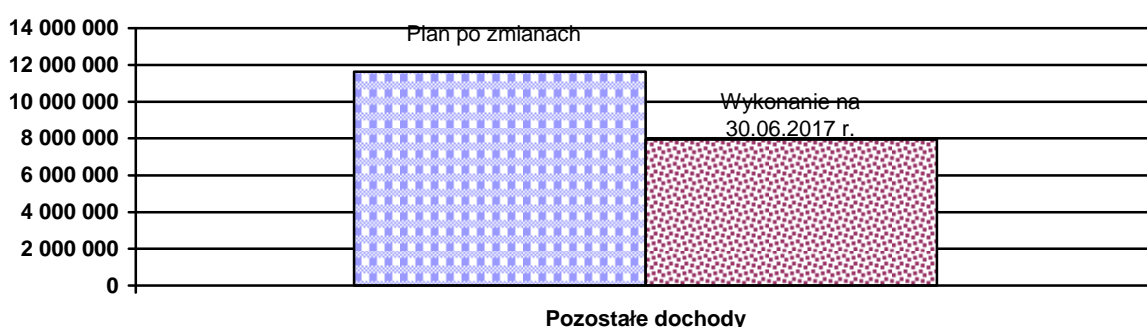 14 000 000
Plan po zmianach
12 000 000
10 000 000
Wykonanie na
30.06.2017 r.
8 000 000
6 000 000
4 000 000
2 000 000
0
Pozostałe dochody